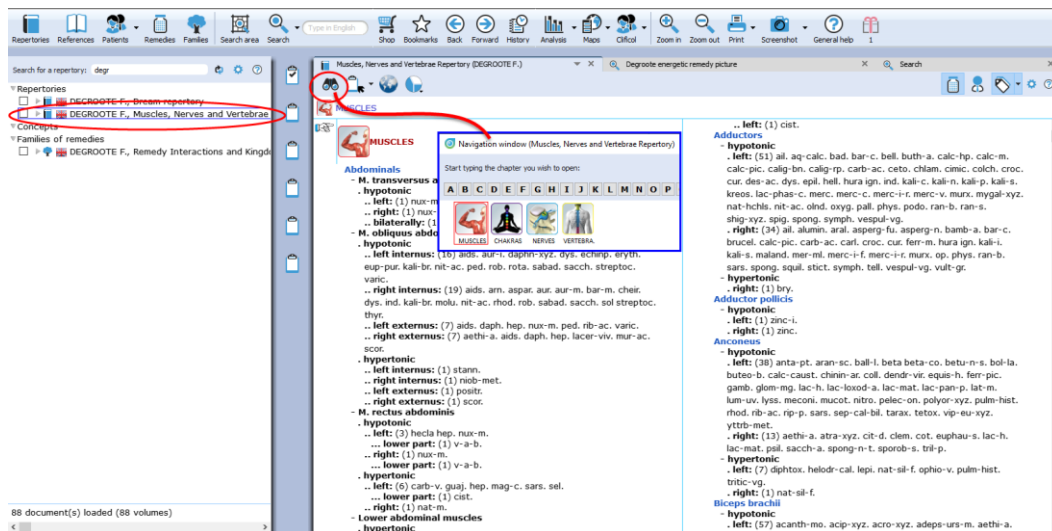 Repertories References Patients Remedies Families Search area Search Type in English Shop Bookmarks Back Forward History Analysis Maps Clificol Zoom in Zoom out Print Screenshot General help 1
Search for a repertory: degr
Repertories
DEGROOTE F., Dream repertory
DEGROOTE F., Muscles, Nerves and Vertebrae
Concepts
Families of remedies
DEGROOTE F., Remedy Interactions and Kingdo
88 document(s) loaded (88 volumes)
Muscles, Nerves and Vertebrae Repertory (DEGROOTE F.)
Degroote energetic remedy picture
Search
MUSCLES
MUSCLES
Navigation window (Muscles, Nerves and Vertebrae Repertory)
Start typing the chapter you wish to open:
A B C D E F G H I J K L M N O P
MUSCLES CHAKRAS NERVES VERTEBRA.
Abdominals
- M. transversus a
. hypotonic
.. left: (1) nux-m
.. right: (1) nux-
.. bilaterally: (1
- M. obliquus abdo
. hypotonic
.. left internus: (16) aids. aur-i. daphn-xyz. dys. echinp. eryth.
eup-pur. kali-br. nit-ac. ped. rob. rota. sabad. sacch. streptoc.
varic.
.. right internus: (19) aids. arn. aspar. aur. aur-m. bar-m. cheir.
dys. ind. kali-br. molu. nit-ac. rhod. rob. sabad. sacch. sol streptoc.
thyr.
.. left externus: (7) aids. daph. hep. nux-m. ped. rib-ac. varic.
.. right externus: (7) aethi-a. aids. daph. hep. lacer-viv. mur-ac.
scor.
. hypertonic
.. left internus: (1) stann.
.. right internus: (1) niob-met.
.. left externus: (1) positr.
.. right externus: (1) scor.
- M. rectus abdominis
. hypotonic
.. left: (3) hecla hep. nux-m.
... lower part: (1) v-a-b.
.. right: (1) nux-m.
... lower part: (1) v-a-b.
. hypertonic
.. left: (6) carb-v. guaj. hep. mag-c. sars. sel.
... lower part: (1) cist.
.. right: (1) nat-m.
- Lower abdominal muscles
. hypertonic
.. left: (1) cist.
Adductors
- hypotonic
. left: (51) ail. aq-calc. bad. bar-c. bell. buth-a. calc-hp. calc-m.
calc-pic. calig-bn. calig-rp. carb-ac. ceto. chlam. cimic. colch. croc.
cur. des-ac. dys. epil. hell. hura ign. ind. kali-c. kali-n. kali-p. kali-s.
kreos. lac-phas-c. merc. merc-c. merc-i-r. merc-v. murx. mygal-xyz.
nat-hchls. nit-ac. olnd. oxyg. pall. phys. podo. ran-b. ran-s.
shig-xyz. spig. spong. symph. vespul-vg.
. right: (34) ail. alumin. aral. asperg-fu. asperg-n. bamb-a. bar-c.
brucel. calc-pic. carb-ac. carl. croc. cur. ferr-m. hura ign. kali-i.
kali-s. maland. mer-ml. merc-i-f. merc-i-r. murx. op. phys. ran-b.
sars. spong. squil. stict. symph. tell. vespul-vg. vult-gr.
- hypertonic
. right: (1) bry.
Adductor pollicis
- hypotonic
. left: (1) zinc-i.
. right: (1) zinc.
Anconeus
- hypotonic
. left: (38) anta-pt. aran-sc. ball-l. beta beta-co. betu-n-s. bol-la.
buteo-b. calc-caust. chinin-ar. coll. dendr-vir. equis-h. ferr-pic.
gamb. glom-mg. lac-h. lac-loxod-a. lac-mat. lac-pan-p. lat-m.
lum-uv. lyss. meconi. mucot. nitro. pelec-on. polyor-xyz. pulm-hist.
rhod. rib-ac. rip-p. sars. sep-cal-bil. tarax. tetox. vip-eu-xyz.
yttrb-met.
. right: (13) aethi-a. atra-xyz. cit-d. clem. cot. euphau-s. lac-h.
lac-mat. psil. sacch-a. spong-n-t. sporob-s. tril-p.
- hypertonic
. left: (7) diphtox. helodr-cal. lepi. nat-sil-f. ophio-v. pulm-hist.
tritic-vg.
. right: (1) nat-sil-f.
Biceps brachii
- hypotonic
. left: (57) acanth-mo. acip-xyz. acro-xyz. adeps-urs-m. aethi-a.